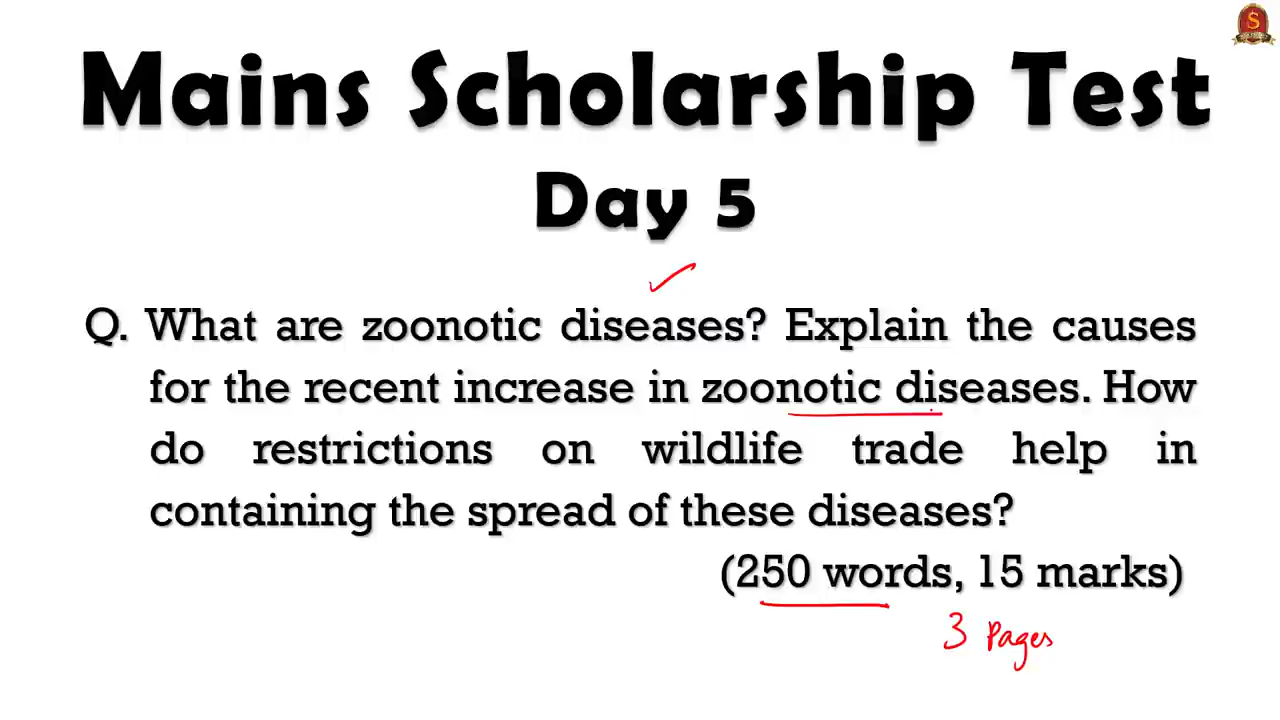 Mains Scholarship Test
Day 5
Q. What are zoonotic diseases? Explain the causes
for the recent increase in zoonotic diseases. How
do restrictions on wildlife trade help in
containing the spread of these diseases?
(250 words, 15 marks)
3 Pages